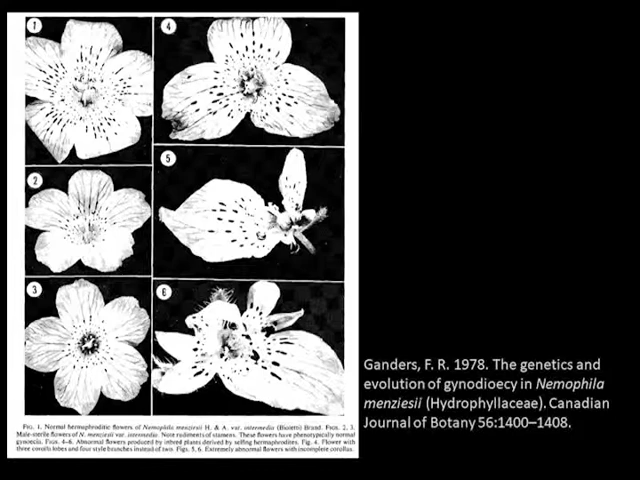 1
4
2
5
3
6
FIG. 1. Normal hermaphroditic flowers of Nemophila menziesii H. & A. var. intermedia (Bioletti) Brand. FIGS. 2, 3.
Male-sterile flowers of N. menziesii var. intermedia. Note rudiments of stamens. These flowers have phenotypically normal
gynoecia. FIGS. 4–6. Abnormal flowers produced by inbred plants derived by selfing hermaphrodites. Fig. 4. Flower with
three corolla lobes and four style branches instead of two. Figs. 5, 6. Extremely abnormal flowers with incomplete corollas.
Ganders, F. R. 1978. The genetics and
evolution of gynodioecy in Nemophila
menziesii (Hydrophyllaceae). Canadian
Journal of Botany 56:1400–1408.